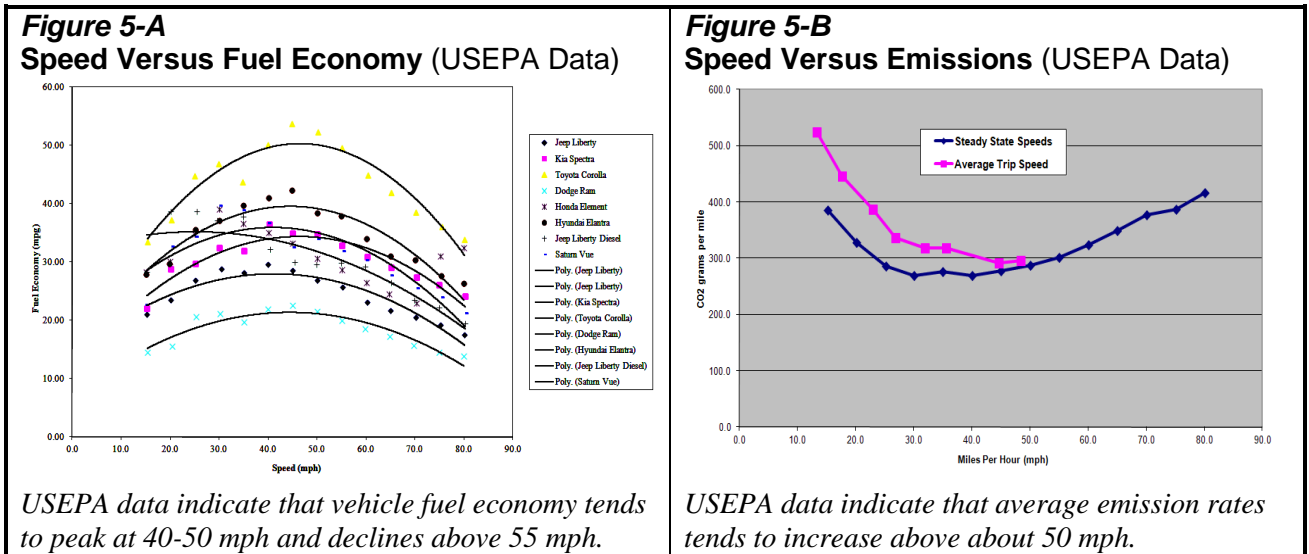 Figure 5-A
Speed Versus Fuel Economy (USEPA Data)
60.00
50.00
40.00
30.00
20.00
10.00
0.00
Fuel Economy (mpg)
0.0 10.0 20.0 30.0 40.0 50.0 60.0 70.0 80.0 90.0
Speed (mph)
Jeep Liberty
Kia Spectra
Toyota Corolla
Dodge Ram
Honda Element
Hyundai Elantra
Jeep Liberty Diesel
Saturn Vue
Poly. (Jeep Liberty)
Poly. (Jeep Liberty)
Poly. (Kia Spectra)
Poly. (Toyota Corolla)
Poly. (Dodge Ram)
Poly. (Hyundai Elantra)
Poly. (Jeep Liberty Diesel)
Poly. (Saturn Vue)
USEPA data indicate that vehicle fuel economy tends
to peak at 40-50 mph and declines above 55 mph.
Figure 5-B
Speed Versus Emissions (USEPA Data)
600.0
500.0
400.0
300.0
200.0
100.0
0.0
CO2 grams per mile
Steady State Speeds
Average Trip Speed
0.0 10.0 20.0 30.0 40.0 50.0 60.0 70.0 80.0 90.0
Miles Per Hour (mph)
USEPA data indicate that average emission rates
tends to increase above about 50 mph.